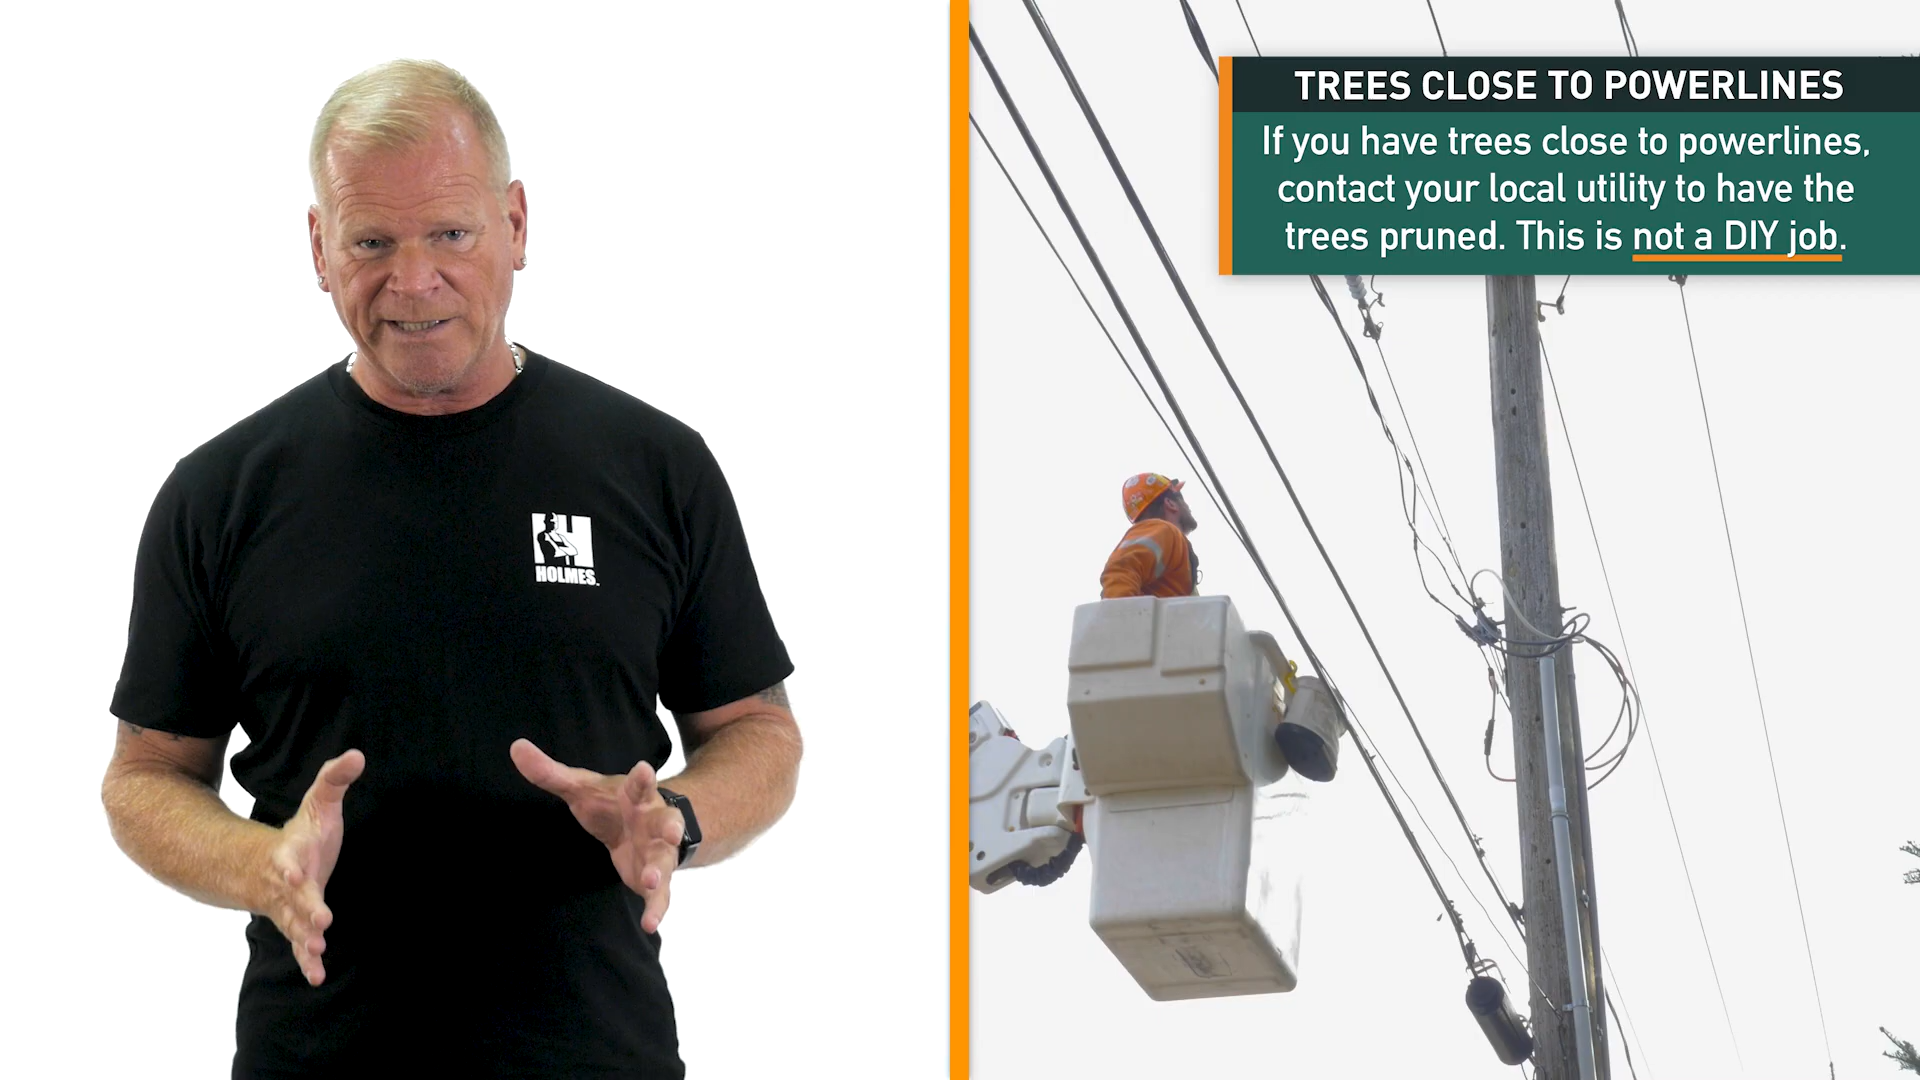 TREES CLOSE TO POWERLINES
If you have trees close to powerlines,
contact your local utility to have the
trees pruned. This is not a DIY job.
H
HOLMES.